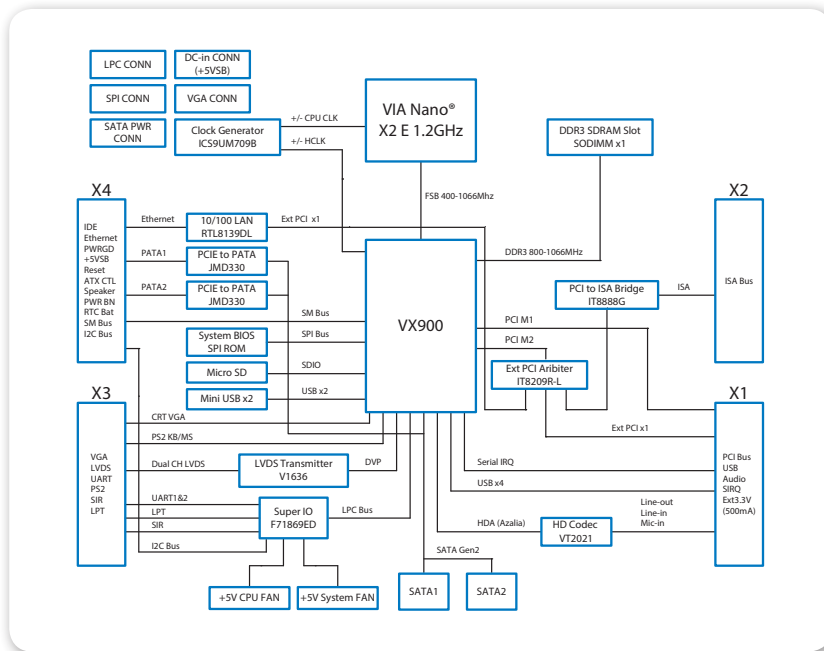 LPC CONN
DC-in CONN
(+5VSB)
SPI CONN
VGA CONN
SATA PWR
CONN
Clock Generator
ICS9UM709B
+/- CPU CLK
+/- HCLK
VIA Nano®
X2 E 1.2GHz
DDR3 SDRAM Slot
SODIMM x1
FSB 400-1066Mhz
DDR3 800-1066MHz
X4
IDE
Ethernet
PWRGD
+5VSB
Reset
ATX CTL
Speaker
PWR BN
RTC Bat
SM Bus
I2C Bus
Ethernet
10/100 LAN
RTL8139DL
Ext PCI x1
PATA1
PCIE to PATA
JMD330
PATA2
PCIE to PATA
JMD330
SM Bus
System BIOS
SPI ROM
SPI Bus
Micro SD
SDIO
Mini USB x2
USB x2
VX900
X2
ISA Bus
PCI to ISA Bridge
IT8888G
ISA
PCI M1
PCI M2
Ext PCI Aribiter
IT8209R-L
Ext PCI x1
X3
VGA
LVDS
UART
PS2
SIR
LPT
CRT VGA
PS2 KB/MS
Dual CH LVDS
LVDS Transmitter
V1636
DVP
UART1&2
LPT
SIR
I2C Bus
Super IO
F71869ED
LPC Bus
+5V CPU FAN
+5V System FAN
X1
PCI Bus
USB
Audio
SIRQ
Ext3.3V
(500mA)
Serial IRQ
USB x4
HDA (Azalia)
HD Codec
VT2021
Line-out
Line-in
Mic-in
SATA Gen2
SATA1
SATA2